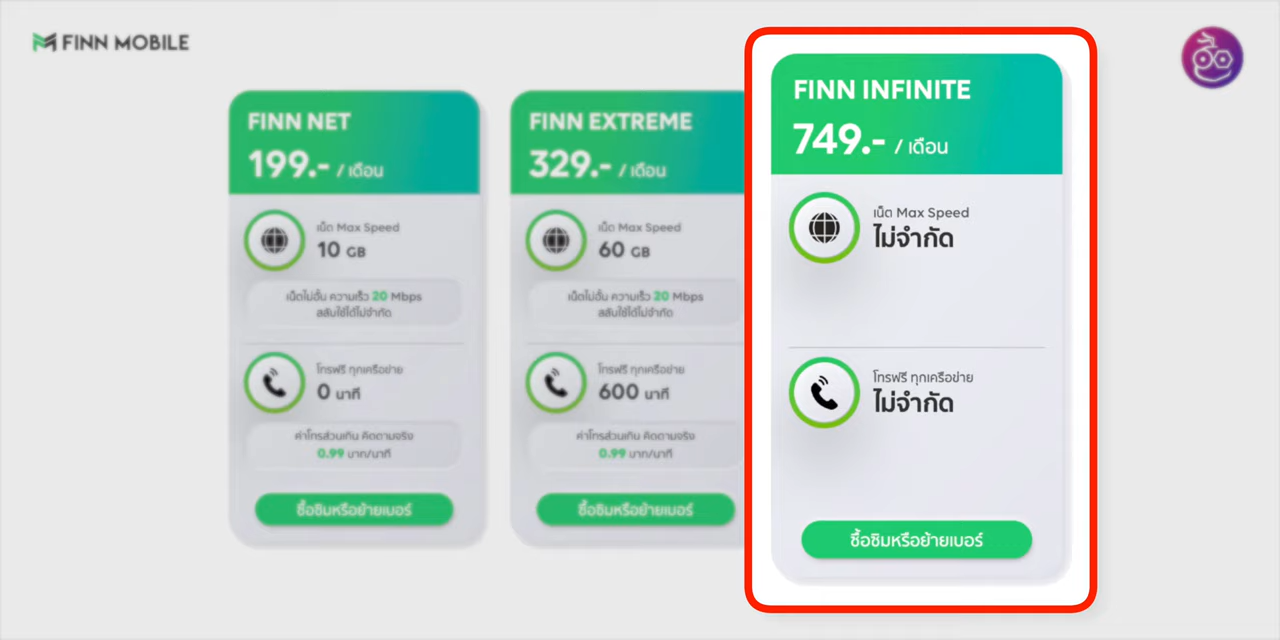 FINN MOBILE
FINN NET
199.- / เดือน
เน็ต Max Speed
10 GB
เน็ตไม่อั้น ความเร็ว 20 Mbps
สลับใช้ได้ไม่จำกัด
โทรฟรี ทุกเครือข่าย
0 นาที
ค่าโทรส่วนเกิน คิดตามจริง
0.99 บาท/นาที
ซื้อซิมหรือย้ายเบอร์
FINN EXTREME
329.- / เดือน
เน็ต Max Speed
60 GB
เน็ตไม่อั้น ความเร็ว 20 Mbps
สลับใช้ได้ไม่จำกัด
โทรฟรี ทุกเครือข่าย
600 นาที
ค่าโทรส่วนเกิน คิดตามจริง
0.99 บาท/นาที
ซื้อซิมหรือย้ายเบอร์
FINN INFINITE
749.- / เดือน
เน็ต Max Speed
ไม่จำกัด
โทรฟรี ทุกเครือข่าย
ไม่จำกัด
ซื้อซิมหรือย้ายเบอร์